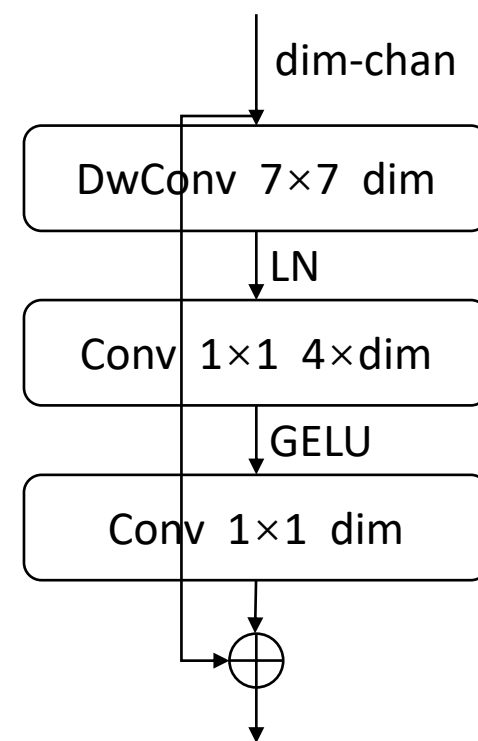 dim-chan
DwConv 7×7 dim
LN
Conv 1×1 4×dim
GELU
Conv 1×1 dim